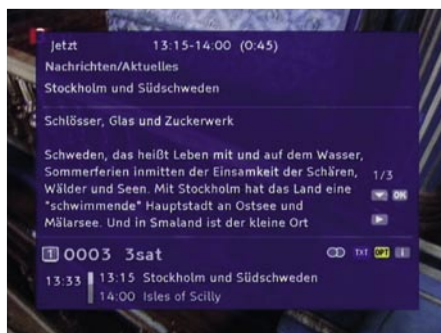 Jetzt 13:15-14:00 (0:45)
Nachrichten/Aktuelles
Stockholm und Südschweden
Schlösser, Glas und Zuckerwerk
Schweden, das heißt Leben mit und auf dem Wasser,
Sommerferien inmitten der Einsamkeit der Schären,
Wälder und Seen. Mit Stockholm hat das Land eine
"schwimmende" Hauptstadt an Ostsee und
Mälarsee. Und in Smaland ist der kleine Ort
1/3
OK
1 0003 3sat TXT OPT i
13:33 13:15 Stockholm und Südschweden
14:00 Isles of Scilly